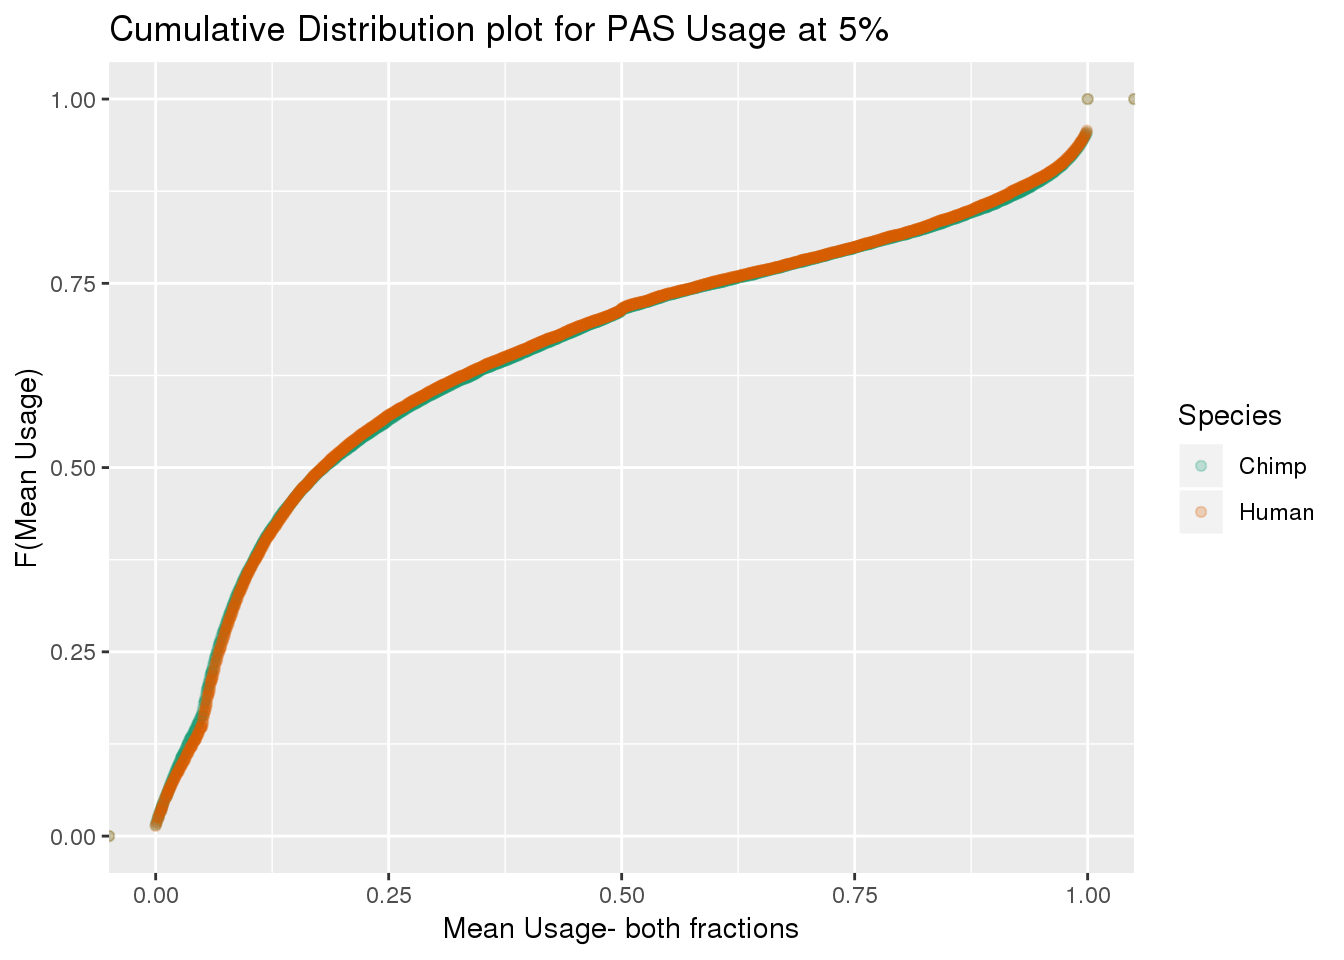 Cumulative Distribution plot for PAS Usage at 5%
F(Mean Usage)
1.00
0.75
0.50
0.25
0.00
0.00 0.25 0.50 0.75 1.00
Mean Usage- both fractions
Species
Chimp
Human